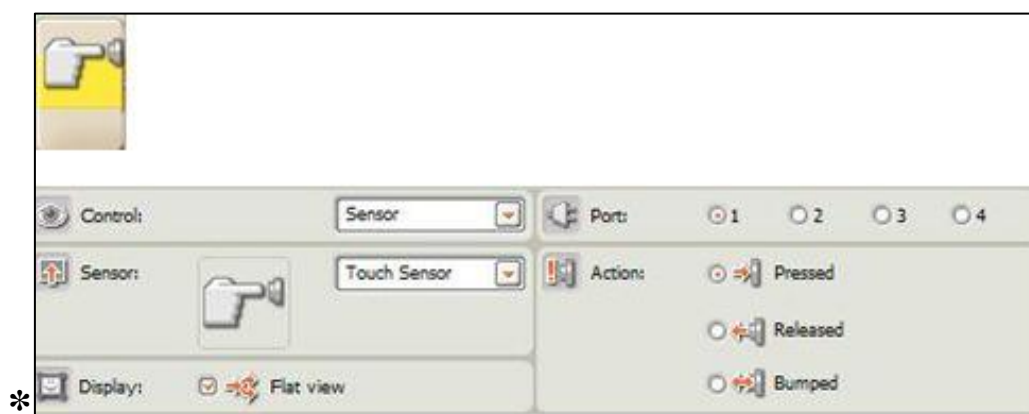 Control: Sensor Port: 1 2 3 4
Sensor: Touch Sensor Action: Pressed
Released
Display: Flat view Bumped
*